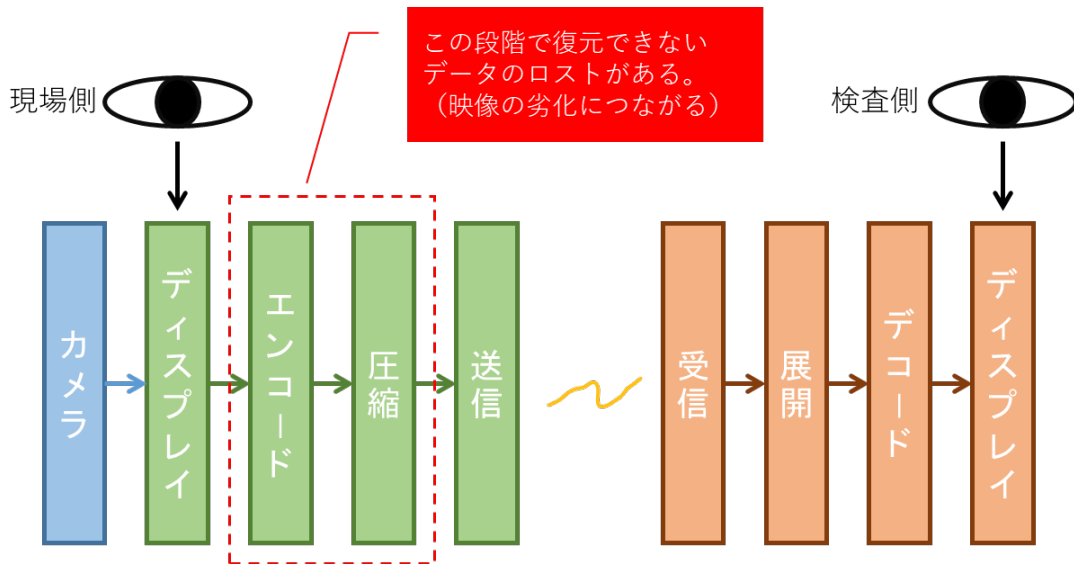 この段階で復元できない
データのロストがある。
（映像の劣化につながる）
現場側
検査側
カメラ
ディスプレイ
エンコード
圧縮
送信
受信
展開
デコード
ディスプレイ